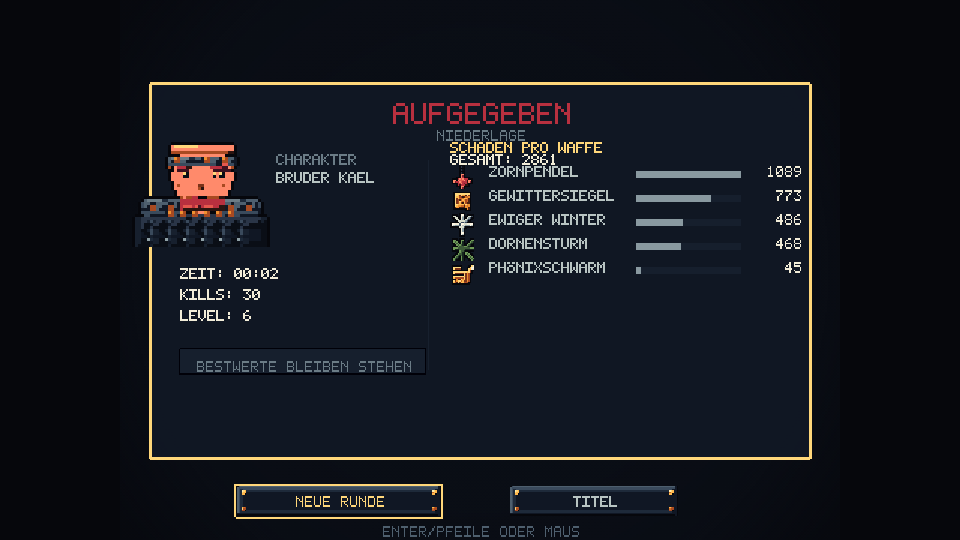 AUFGEGEBEN
NIEDERLAGE
CHARAKTER
BRUDER KAEL
ZEIT: 00:02
KILLS: 30
LEVEL: 6
BESTWERTE BLEIBEN STEHEN
SCHADEN PRO WAFFE
GESAMT: 2861
ZORNPENDEL 1089
GEWITTERSIEGEL 773
EWIGER WINTER 486
DORNENSTURM 468
PHÖNIXSCHWARM 45
NEUE RUNDE
TITEL
ENTER/PFEILE ODER MAUS